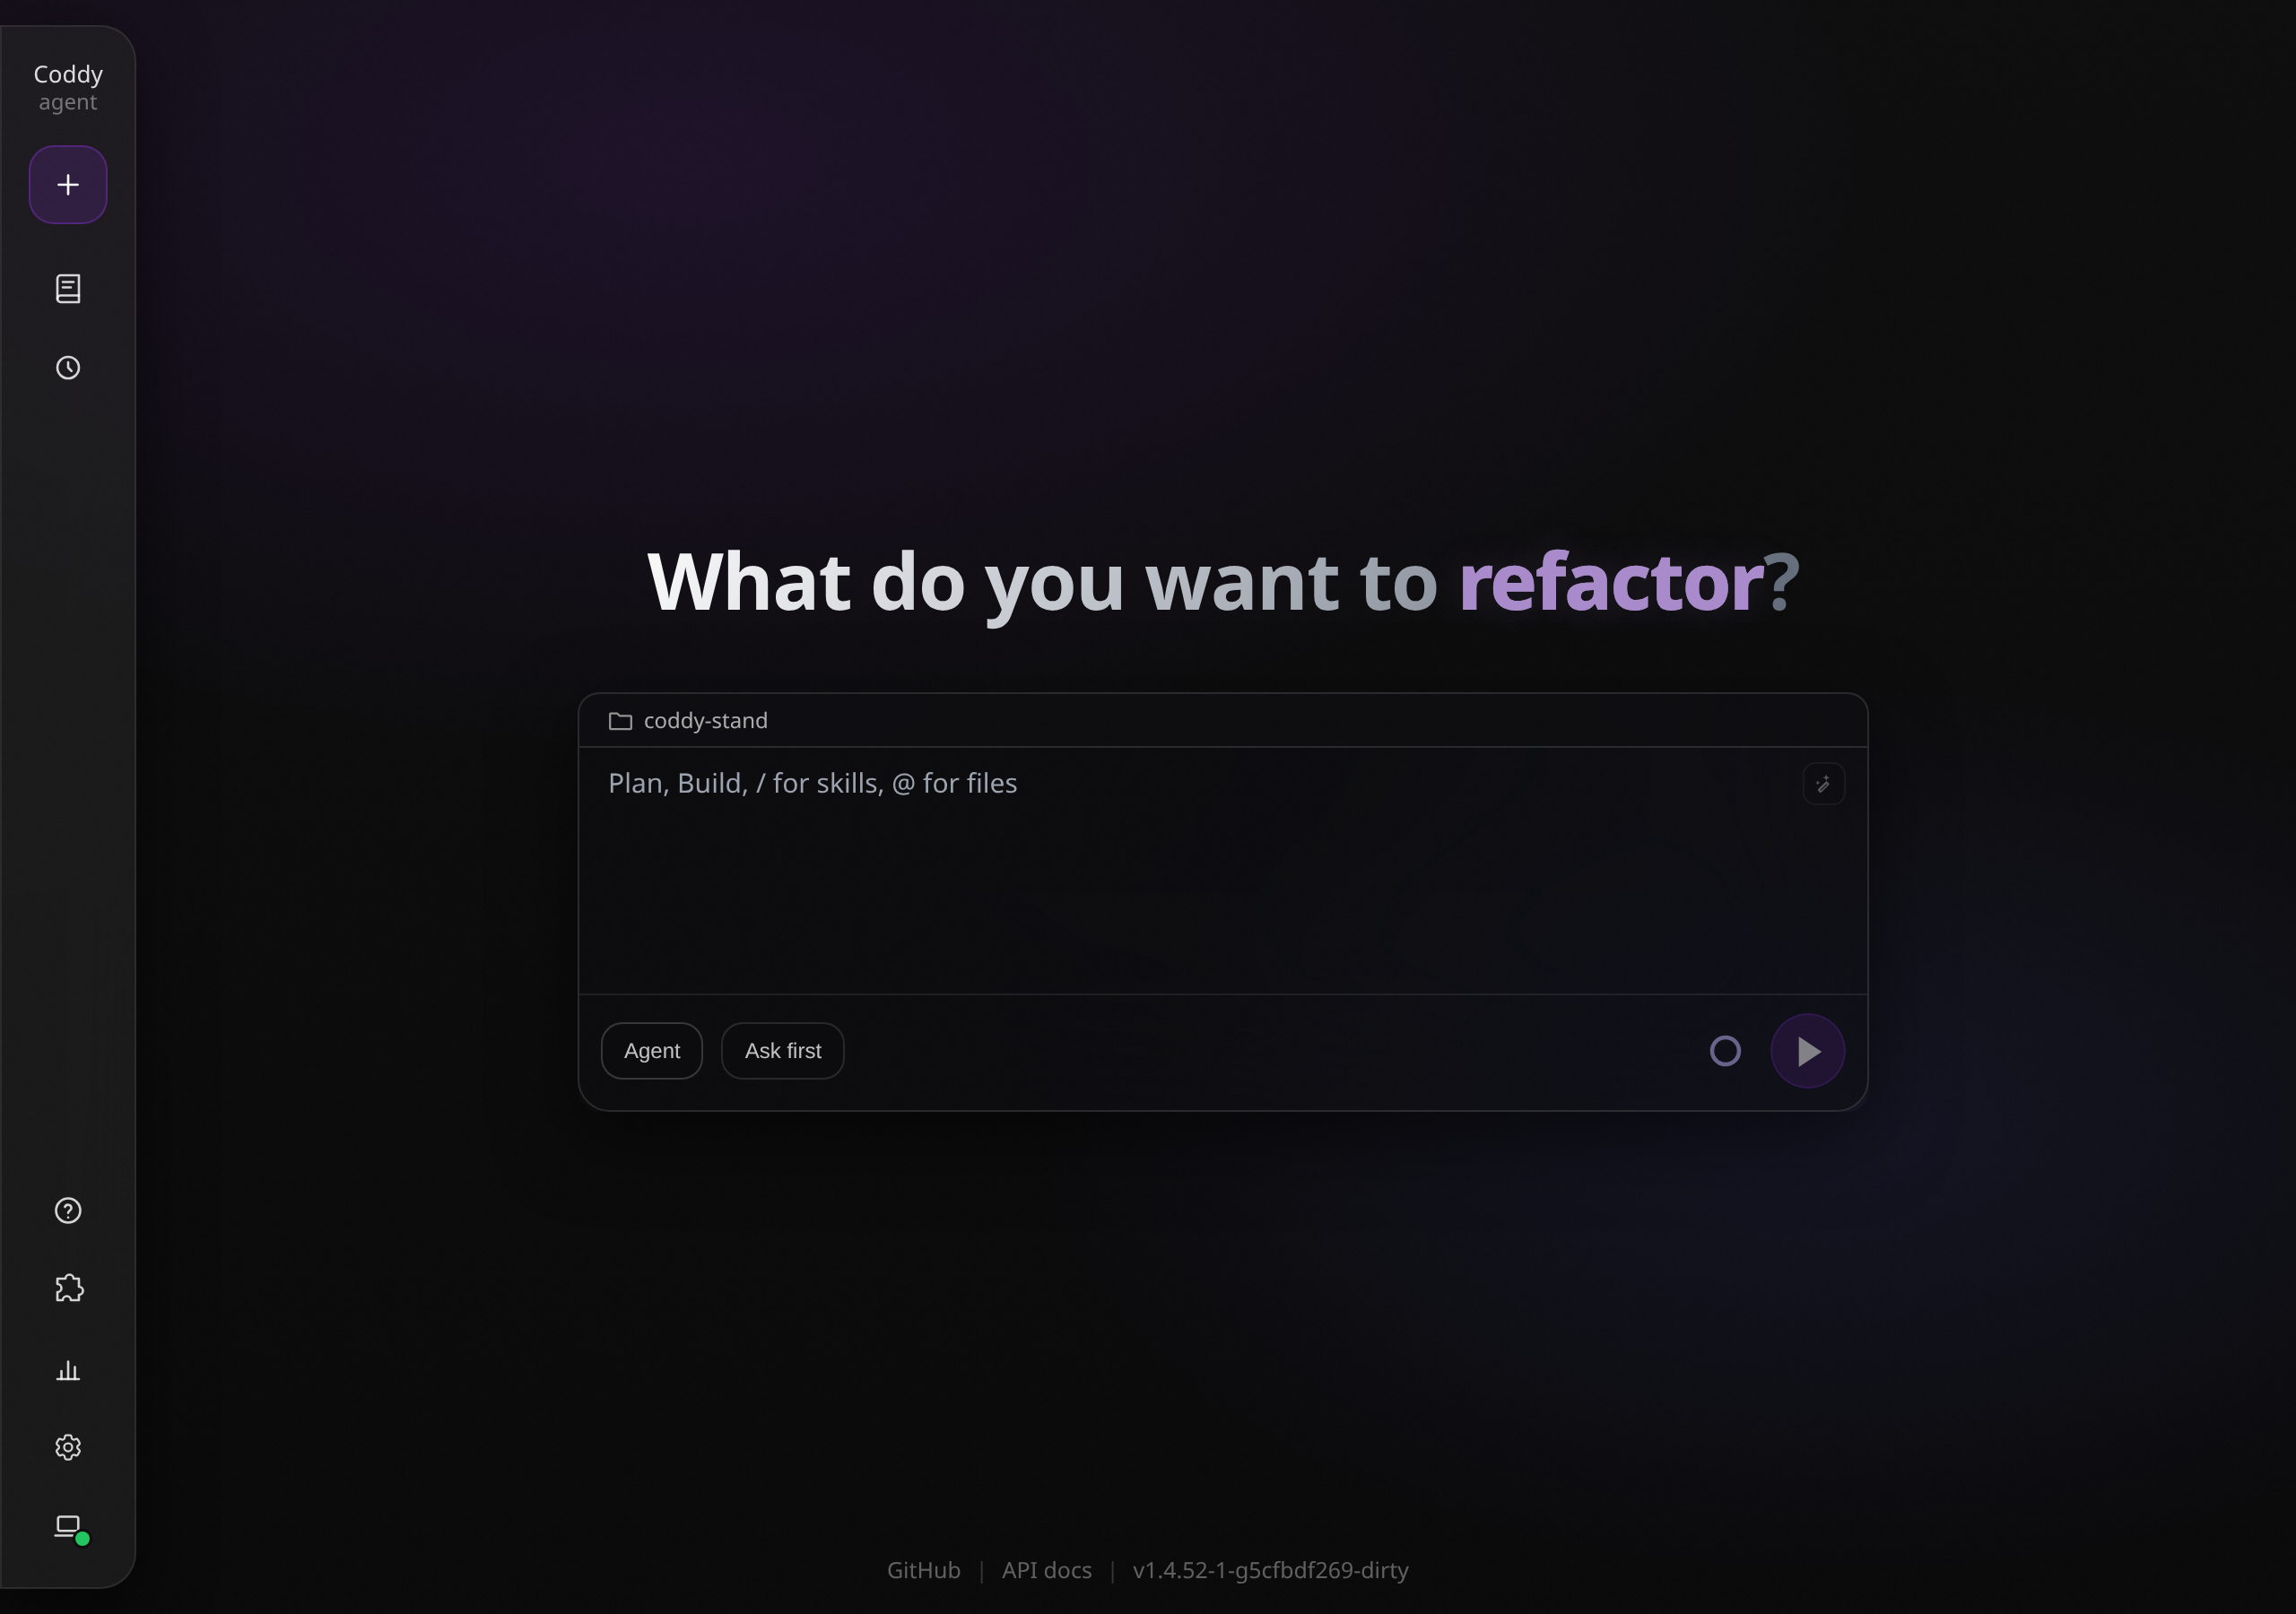 Coddy
agent
What do you want to refactor?
coddy-stand
Plan, Build, / for skills, @ for files
Agent
Ask first
GitHub | API docs | v1.4.52-1-g5cfbdf269-dirty